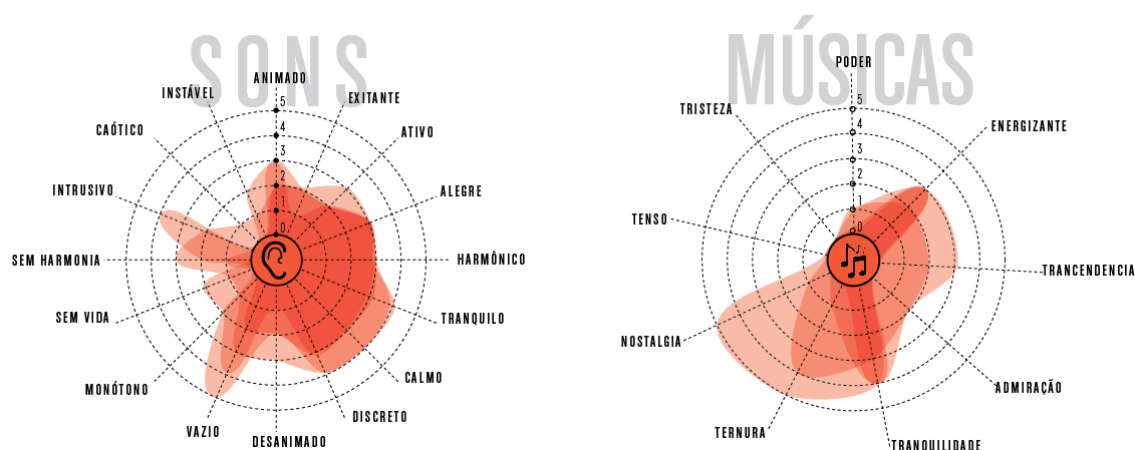 SONS
ANIMADO
EXITANTE
ATIVO
ALEGRE
HARMÔNICO
TRANQUILO
CALMO
DISCRETO
DESANIMADO
VAZIO
MONÓTONO
SEM VIDA
SEM HARMONIA
INTRUSIVO
CAÓTICO
INSTÁVEL
5
4
3
2
1
0
MÚSICAS
PODER
ENERGIZANTE
TRANCENDENCIA
ADMIRAÇÃO
TRANQUILIDADE
TERNURA
NOSTALGIA
TENSO
TRISTEZA
5
4
3
2
1
0